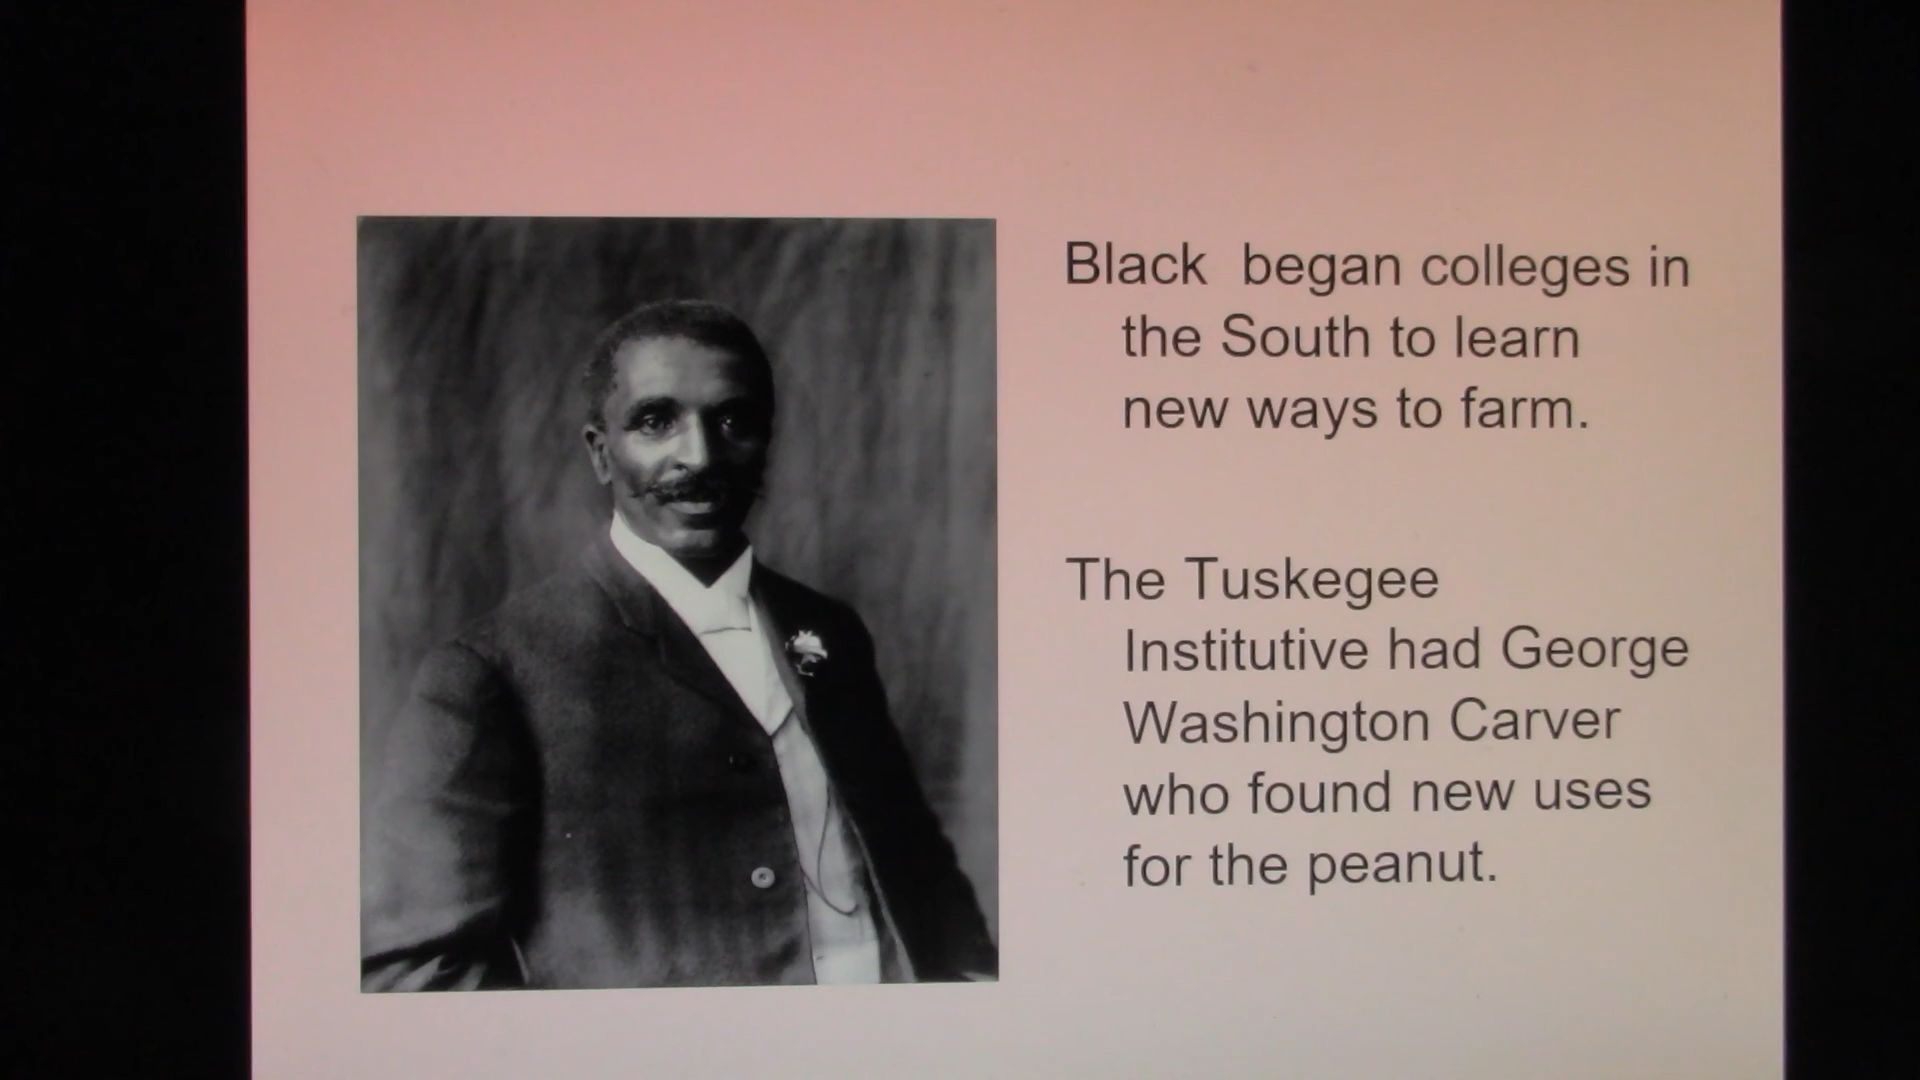 Black  began colleges in
the South to learn
new ways to farm.
The Tuskegee
Institutive had George
Washington Carver
who found new uses
for the peanut.